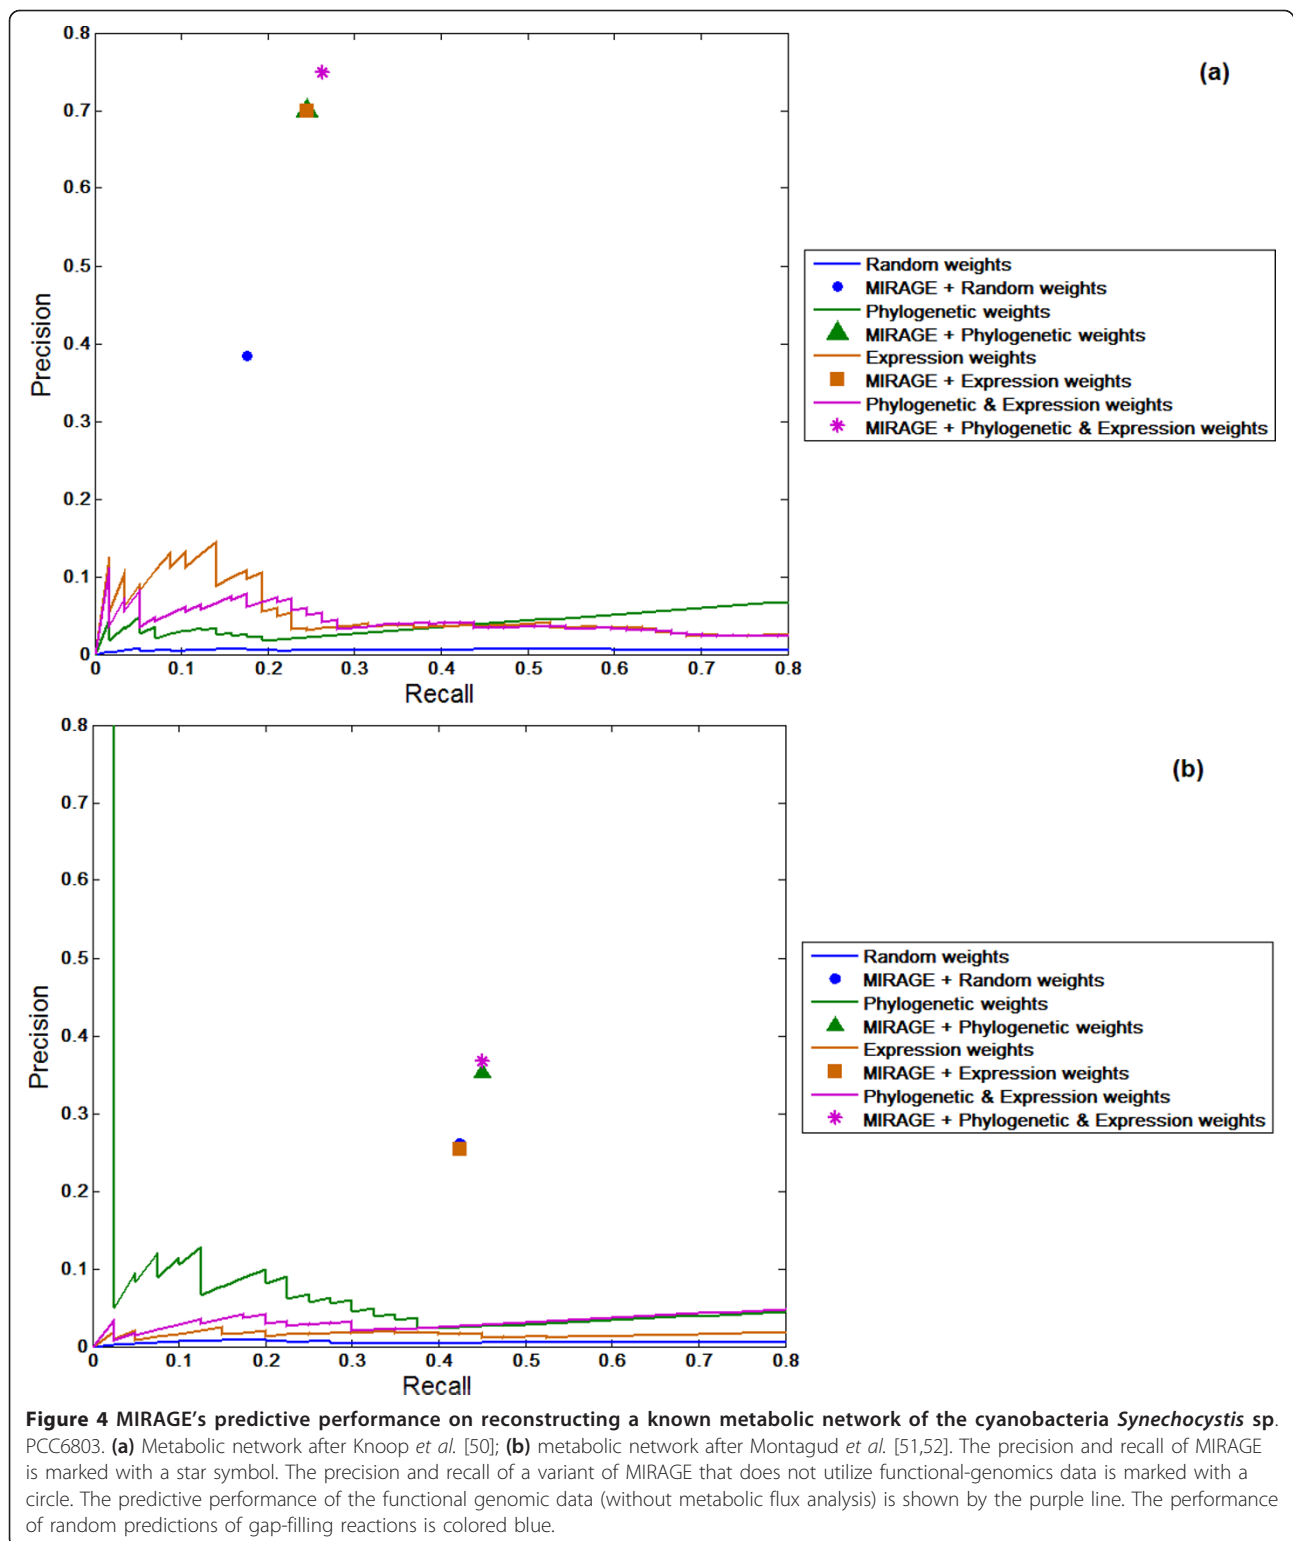 0.8
0.7
0.6
0.5
0.4
0.3
0.2
0.1
0
Precision
0 0.1 0.2 0.3 0.4 0.5 0.6 0.7 0.8
Recall
(a)
Random weights
MIRAGE + Random weights
Phylogenetic weights
MIRAGE + Phylogenetic weights
Expression weights
MIRAGE + Expression weights
Phylogenetic & Expression weights
MIRAGE + Phylogenetic & Expression weights
0.8
0.7
0.6
0.5
0.4
0.3
0.2
0.1
0
Precision
0 0.1 0.2 0.3 0.4 0.5 0.6 0.7 0.8
Recall
(b)
Random weights
MIRAGE + Random weights
Phylogenetic weights
MIRAGE + Phylogenetic weights
Expression weights
MIRAGE + Expression weights
Phylogenetic & Expression weights
MIRAGE + Phylogenetic & Expression weights
Figure 4 MIRAGE's predictive performance on reconstructing a known metabolic network of the cyanobacteria Synechocystis sp.
PCC6803. (a) Metabolic network after Knoop et al. [50]; (b) metabolic network after Montagud et al. [51,52]. The precision and recall of MIRAGE
is marked with a star symbol. The precision and recall of a variant of MIRAGE that does not utilize functional-genomics data is marked with a
circle. The predictive performance of the functional genomic data (without metabolic flux analysis) is shown by the purple line. The performance
of random predictions of gap-filling reactions is colored blue.